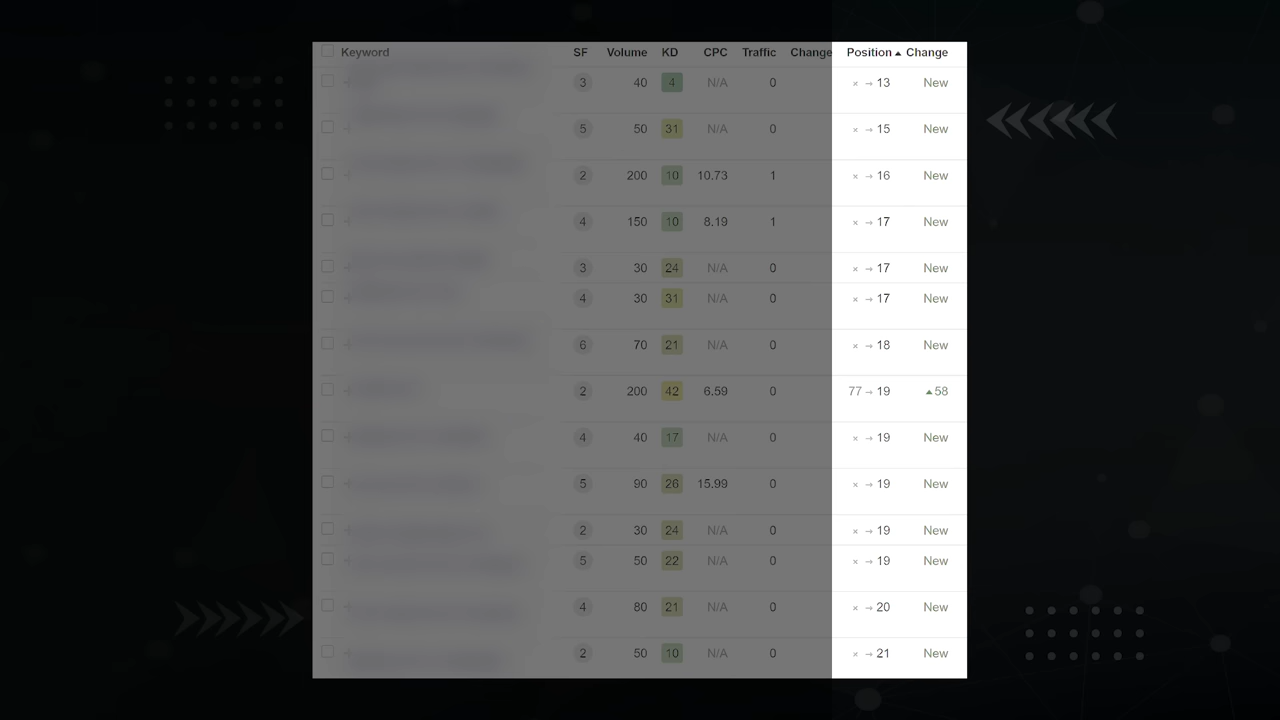 Keyword SF Volume KD CPC Traffic Change Position Change
3 40 4 N/A 0 × → 13 New
5 50 31 N/A 0 × → 15 New
2 200 10 10.73 1 × → 16 New
4 150 10 8.19 1 × → 17 New
3 30 24 N/A 0 × → 17 New
4 30 31 N/A 0 × → 17 New
6 70 21 N/A 0 × → 18 New
2 200 42 6.59 0 77 → 19 ▲58
4 40 17 N/A 0 × → 19 New
5 90 26 15.99 0 × → 19 New
2 30 24 N/A 0 × → 19 New
5 50 22 N/A 0 × → 19 New
4 80 21 N/A 0 × → 20 New
2 50 10 N/A 0 × → 21 New